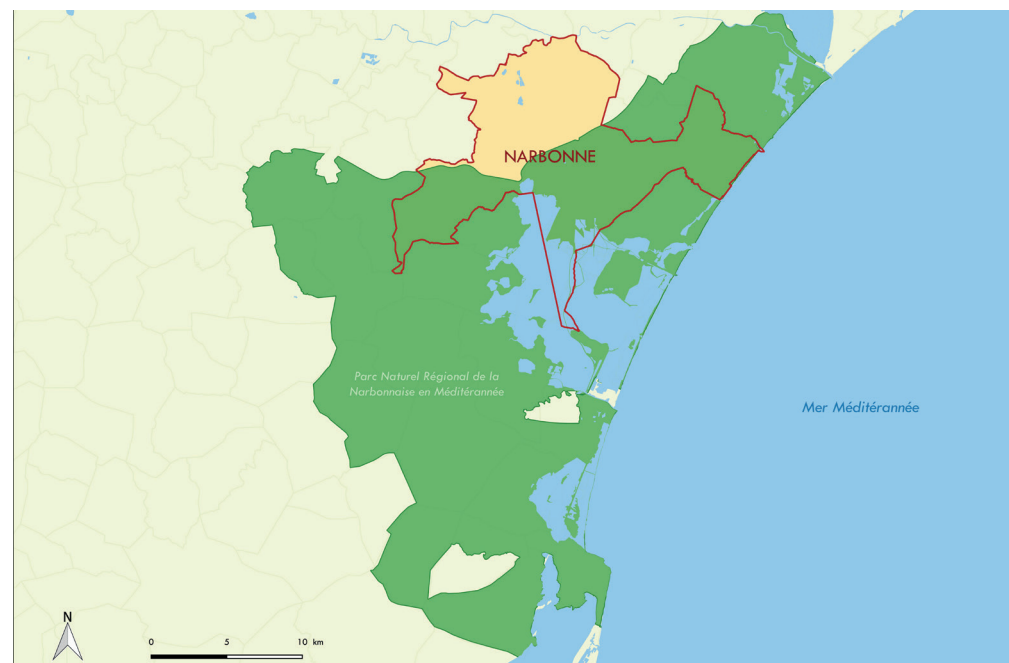 NARBONNE
Parc Naturel Régional de la
Narbonnaise en Méditérannée
Mer Méditérannée
N
0 5 10 km